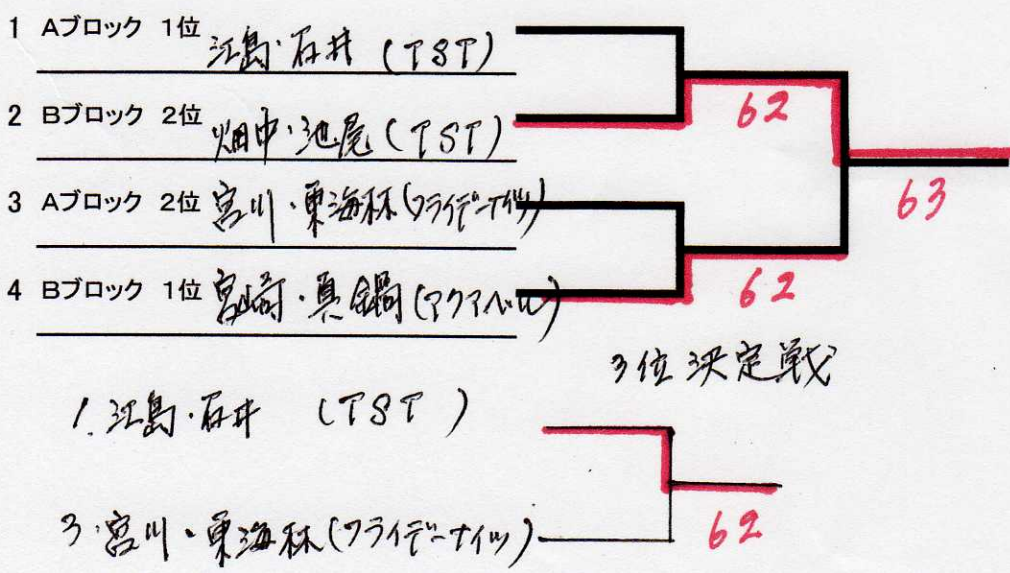 1 Aブロック 1位 江島・石井 (TST)
62
2 Bブロック 2位 畑中・池尾 (TST)
63
3 Aブロック 2位 宮川・東海林 (フライデーナイツ)
62
4 Bブロック 1位 宮崎・真鍋 (アクアベル)
3位決定戦
1. 江島・石井 (TST)
62
3. 宮川・東海林 (フライデーナイツ)